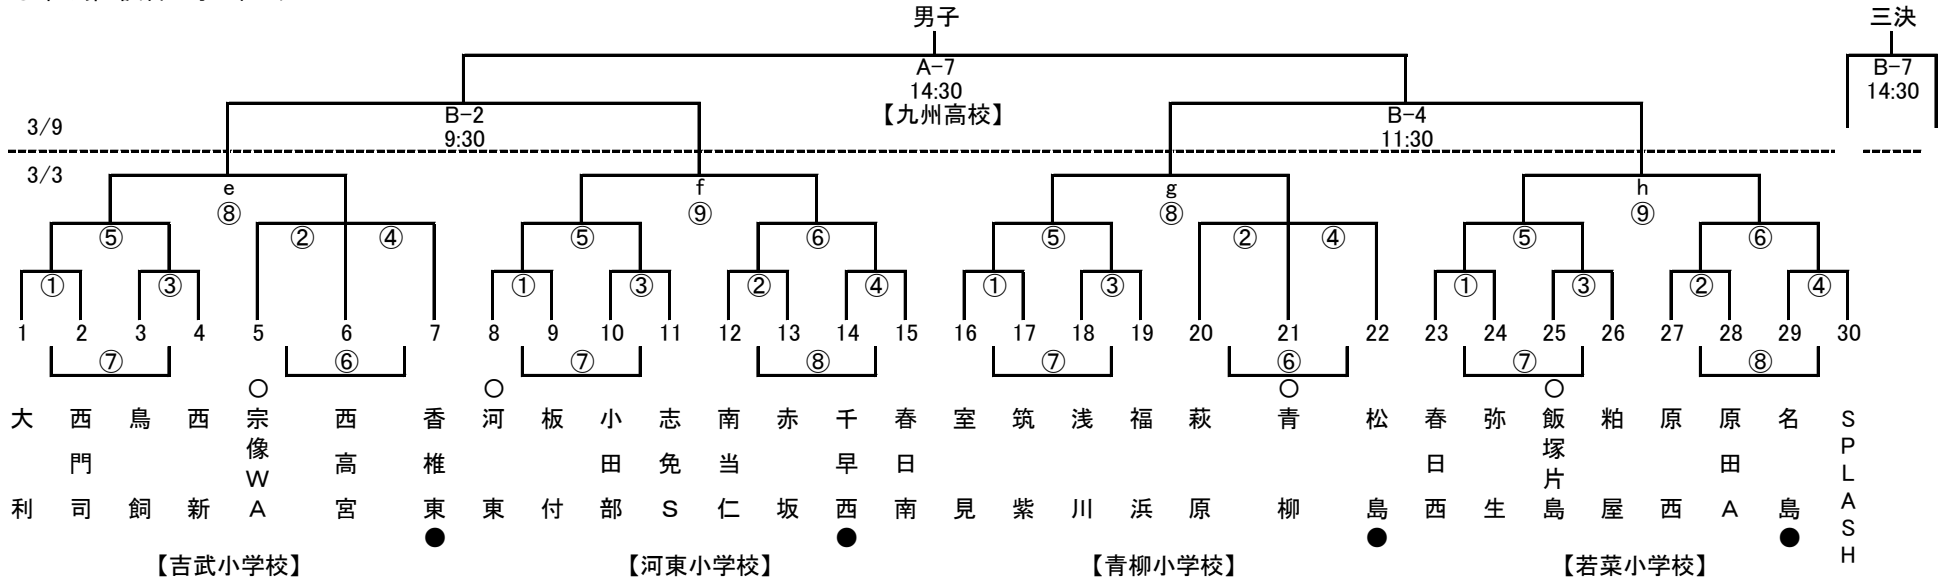 男子
三決
A-7
14:30
【九州高校】
B-7
14:30
B-2
9:30
B-4
11:30
3/9
3/3
e
⑧
f
⑨
g
⑧
h
⑨
⑤ ② ④ ⑤ ⑥ ⑤ ② ④ ⑤ ⑥
① ③ ① ③ ② ④ ① ③ ① ③ ② ④
1 2 3 4 5 6 7 8 9 10 11 12 13 14 15 16 17 18 19 20 21 22 23 24 25 26 27 28 29 30
⑦ ⑥ ⑦ ⑧ ⑦ ⑥ ⑦ ⑧
○ ○ ○ ○
大利
西門司
鳥飼
西新
宗像WA
西高宮
香椎東
河東
板付
小田部
志免S
南当仁
赤坂
千早西
春日南
室見
筑紫
浅川
福浜
萩原
青柳
松島
春日西
弥生
飯塚片島
粕屋
原西
原田A
名島
SPLASH
● ● ● ●
【吉武小学校】
【河東小学校】
【青柳小学校】
【若菜小学校】